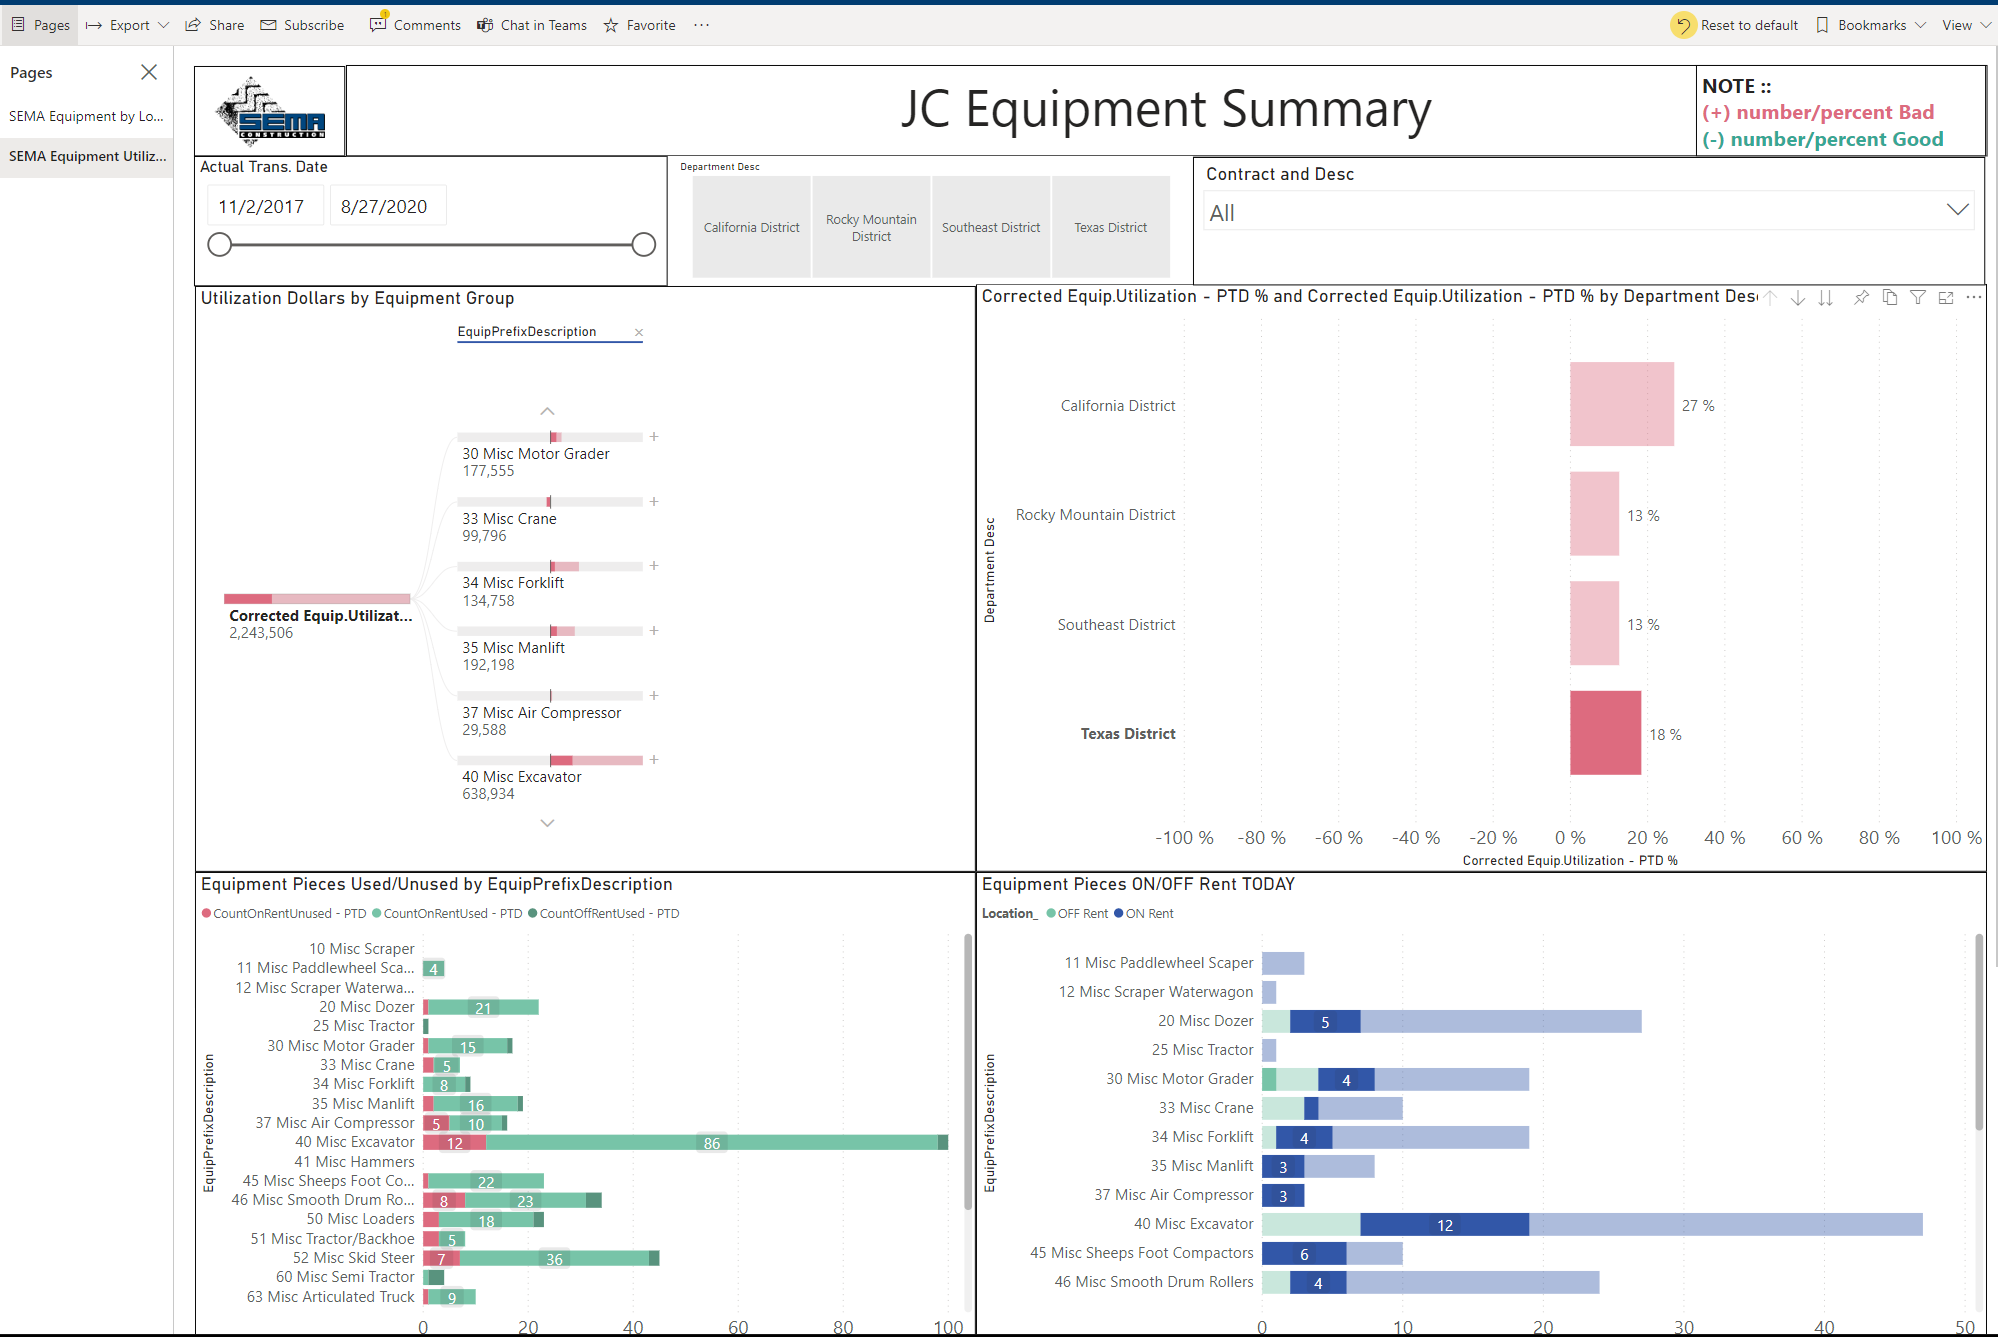 Pages
Export
Share
Subscribe
Comments
Chat in Teams
Favorite
Reset to default
Bookmarks
View
Pages
SEMA Equipment by Lo...
SEMA Equipment Utiliz...
SEMA
CONSTRUCTION
JC Equipment Summary
NOTE ::
(+) number/percent Bad
(-) number/percent Good
Actual Trans. Date
11/2/2017
8/27/2020
Department Desc
California District
Rocky Mountain
District
Southeast District
Texas District
Contract and Desc
All
Utilization Dollars by Equipment Group
EquipPrefixDescription
Corrected Equip.Utilizat...
2,243,506
30 Misc Motor Grader
177,555
33 Misc Crane
99,796
34 Misc Forklift
134,758
35 Misc Manlift
192,198
37 Misc Air Compressor
29,588
40 Misc Excavator
638,934
Corrected Equip.Utilization - PTD % and Corrected Equip.Utilization - PTD % by Department Des
Department Desc
California District
27 %
Rocky Mountain District
13 %
Southeast District
13 %
Texas District
18 %
-100 % -80 % -60 % -40 % -20 % 0 % 20 % 40 % 60 % 80 % 100 %
Corrected Equip.Utilization - PTD %
Equipment Pieces Used/Unused by EquipPrefixDescription
CountOnRentUnused - PTD CountOnRentUsed - PTD CountOffRentUsed - PTD
EquipPrefixDescription
10 Misc Scraper
11 Misc Paddlewheel Sca... 4
12 Misc Scraper Waterwa...
20 Misc Dozer 21
25 Misc Tractor
30 Misc Motor Grader 15
33 Misc Crane 5
34 Misc Forklift 8
35 Misc Manlift 16
37 Misc Air Compressor 5 10
40 Misc Excavator 12 86
41 Misc Hammers
45 Misc Sheeps Foot Co... 22
46 Misc Smooth Drum Ro... 8 23
50 Misc Loaders 18
51 Misc Tractor/Backhoe 5
52 Misc Skid Steer 7 36
60 Misc Semi Tractor
63 Misc Articulated Truck 9
0 20 40 60 80 100
Equipment Pieces ON/OFF Rent TODAY
Location_ OFF Rent ON Rent
EquipPrefixDescription
11 Misc Paddlewheel Scaper
12 Misc Scraper Waterwagon
20 Misc Dozer 5
25 Misc Tractor
30 Misc Motor Grader 4
33 Misc Crane
34 Misc Forklift 4
35 Misc Manlift 3
37 Misc Air Compressor 3
40 Misc Excavator 12
45 Misc Sheeps Foot Compactors 6
46 Misc Smooth Drum Rollers 4
0 10 20 30 40 50